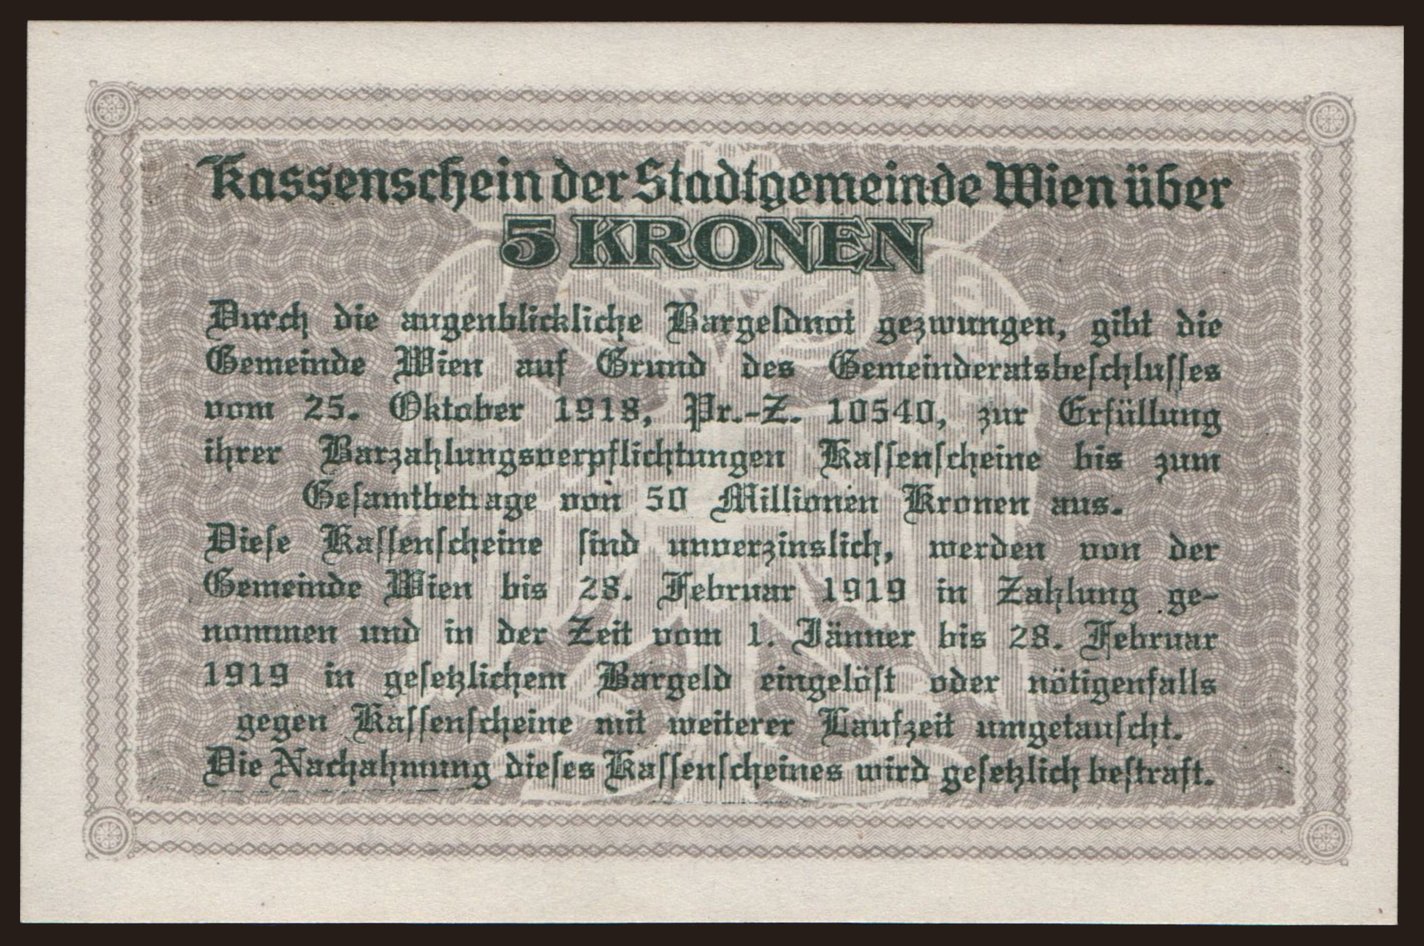 Kassenschein der Stadtgemeinde Wien über
5 KRONEN
Durch die augenblickliche Bargeldnot gezwungen, gibt die
Gemeinde Wien auf Grund des Gemeinderatsbeschlusses
vom 25. Oktober 1918, Pr.-Z. 10540, zur Erfüllung
ihrer Barzahlungsverpflichtungen Kassenscheine bis zum
Gesamtbetrage von 50 Millionen Kronen aus.
Diese Kassenscheine sind unverzinslich, werden von der
Gemeinde Wien bis 28. Februar 1919 in Zahlung ge-
nommen und in der Zeit vom 1. Jänner bis 28. Februar
1919 in gesetzlichem Bargeld eingelöst oder nötigenfalls
gegen Kassenscheine mit weiterer Laufzeit umgetauscht.
Die Nachahmung dieses Kassenscheines wird gesetzlich bestraft.